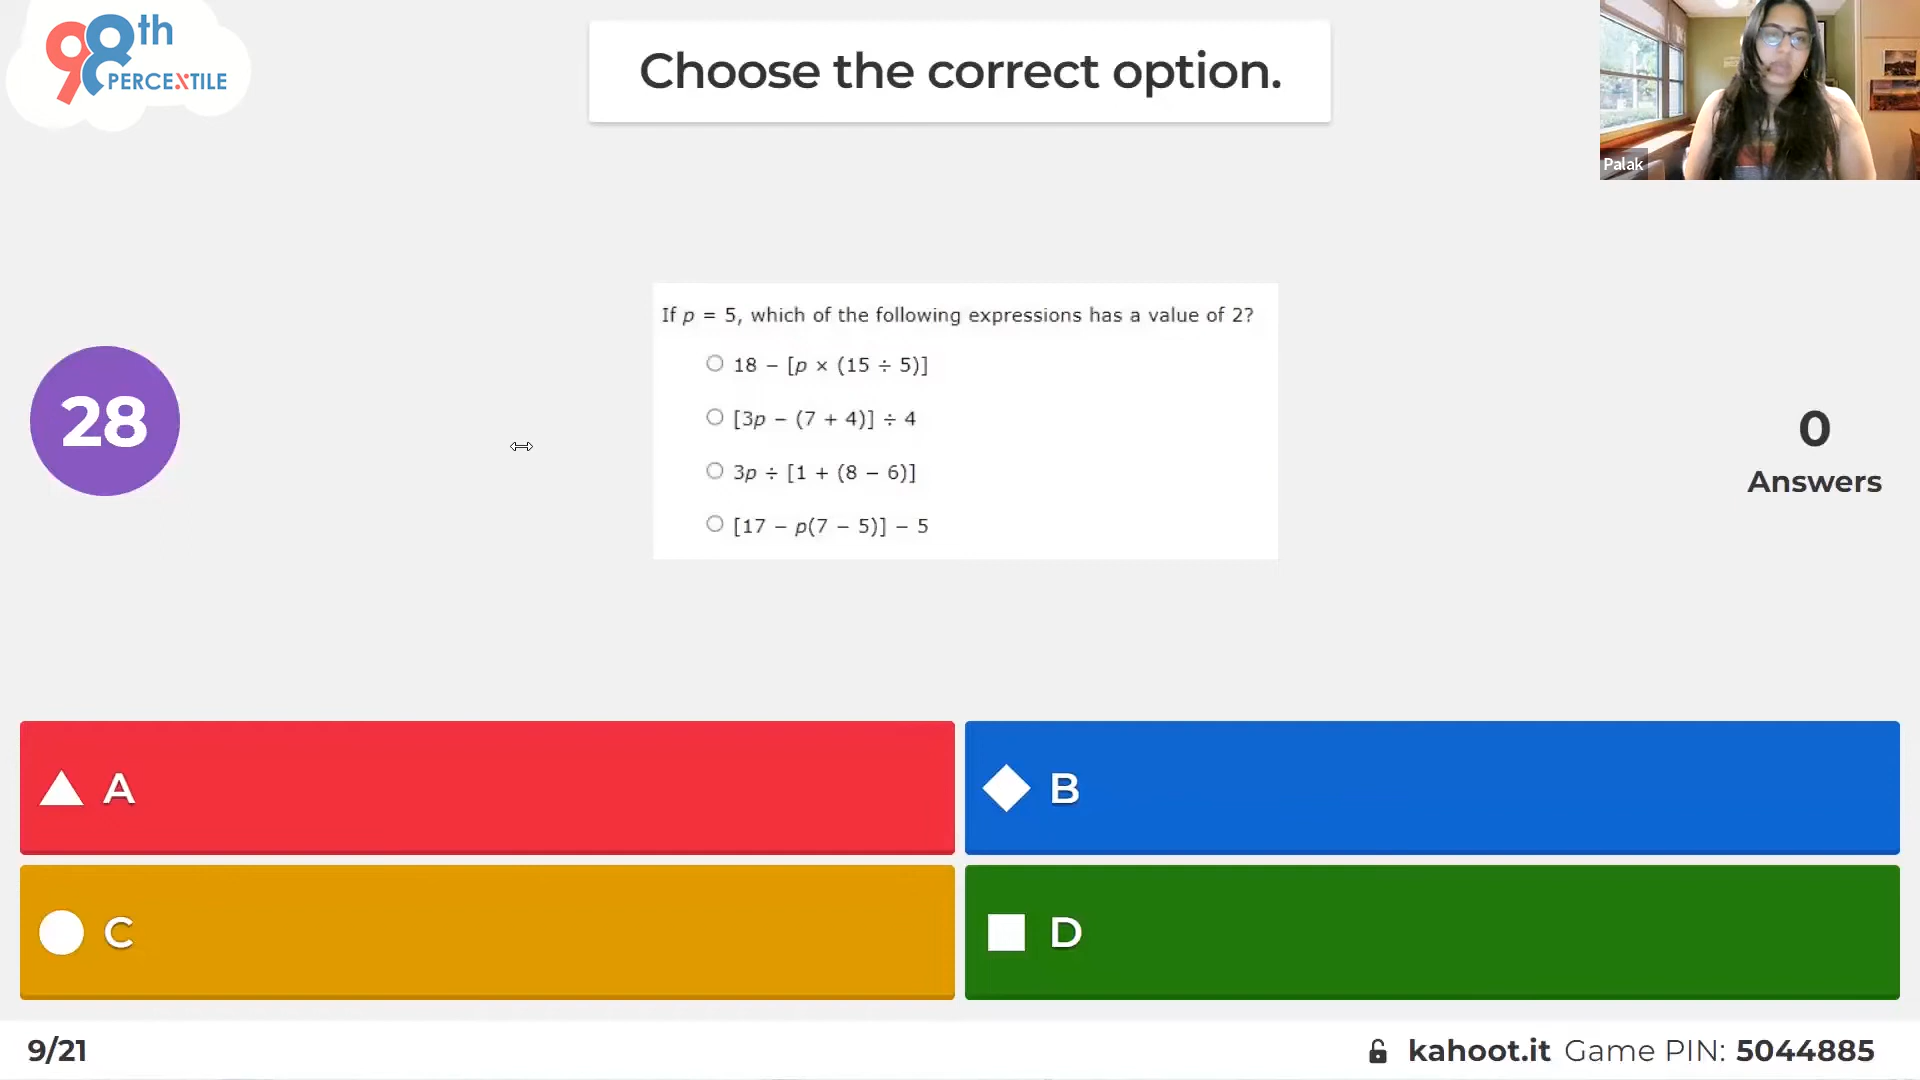 98th
PERCENTILE
Choose the correct option.
Palak
If p = 5, which of the following expressions has a value of 2?
18 − [p × (15 ÷ 5)]
[3p − (7 + 4)] ÷ 4
3p ÷ [1 + (8 − 6)]
[17 − p(7 − 5)] − 5
28
0
Answers
A
B
C
D
9/21
kahoot.it Game PIN: 5044885